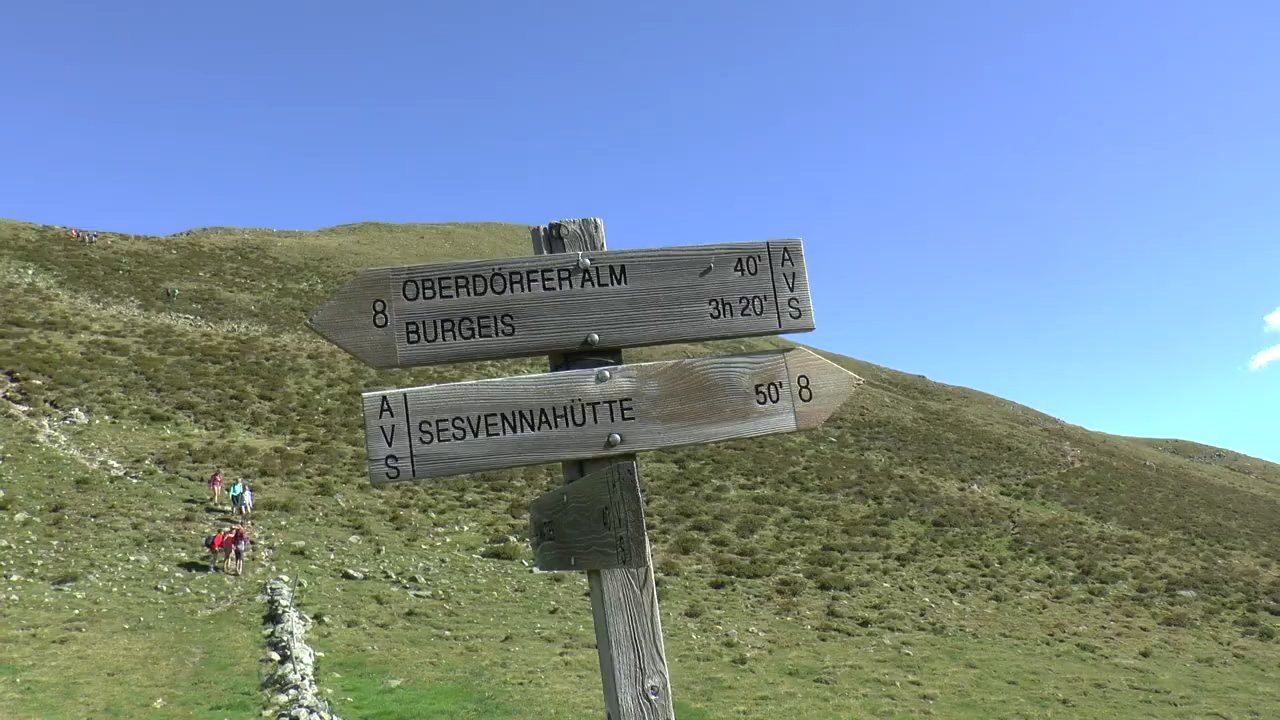 8 OBERDÖRFER ALM 40' AVS
BURGEIS 3h 20'
AVS SESVENNAHÜTTE 50' 8